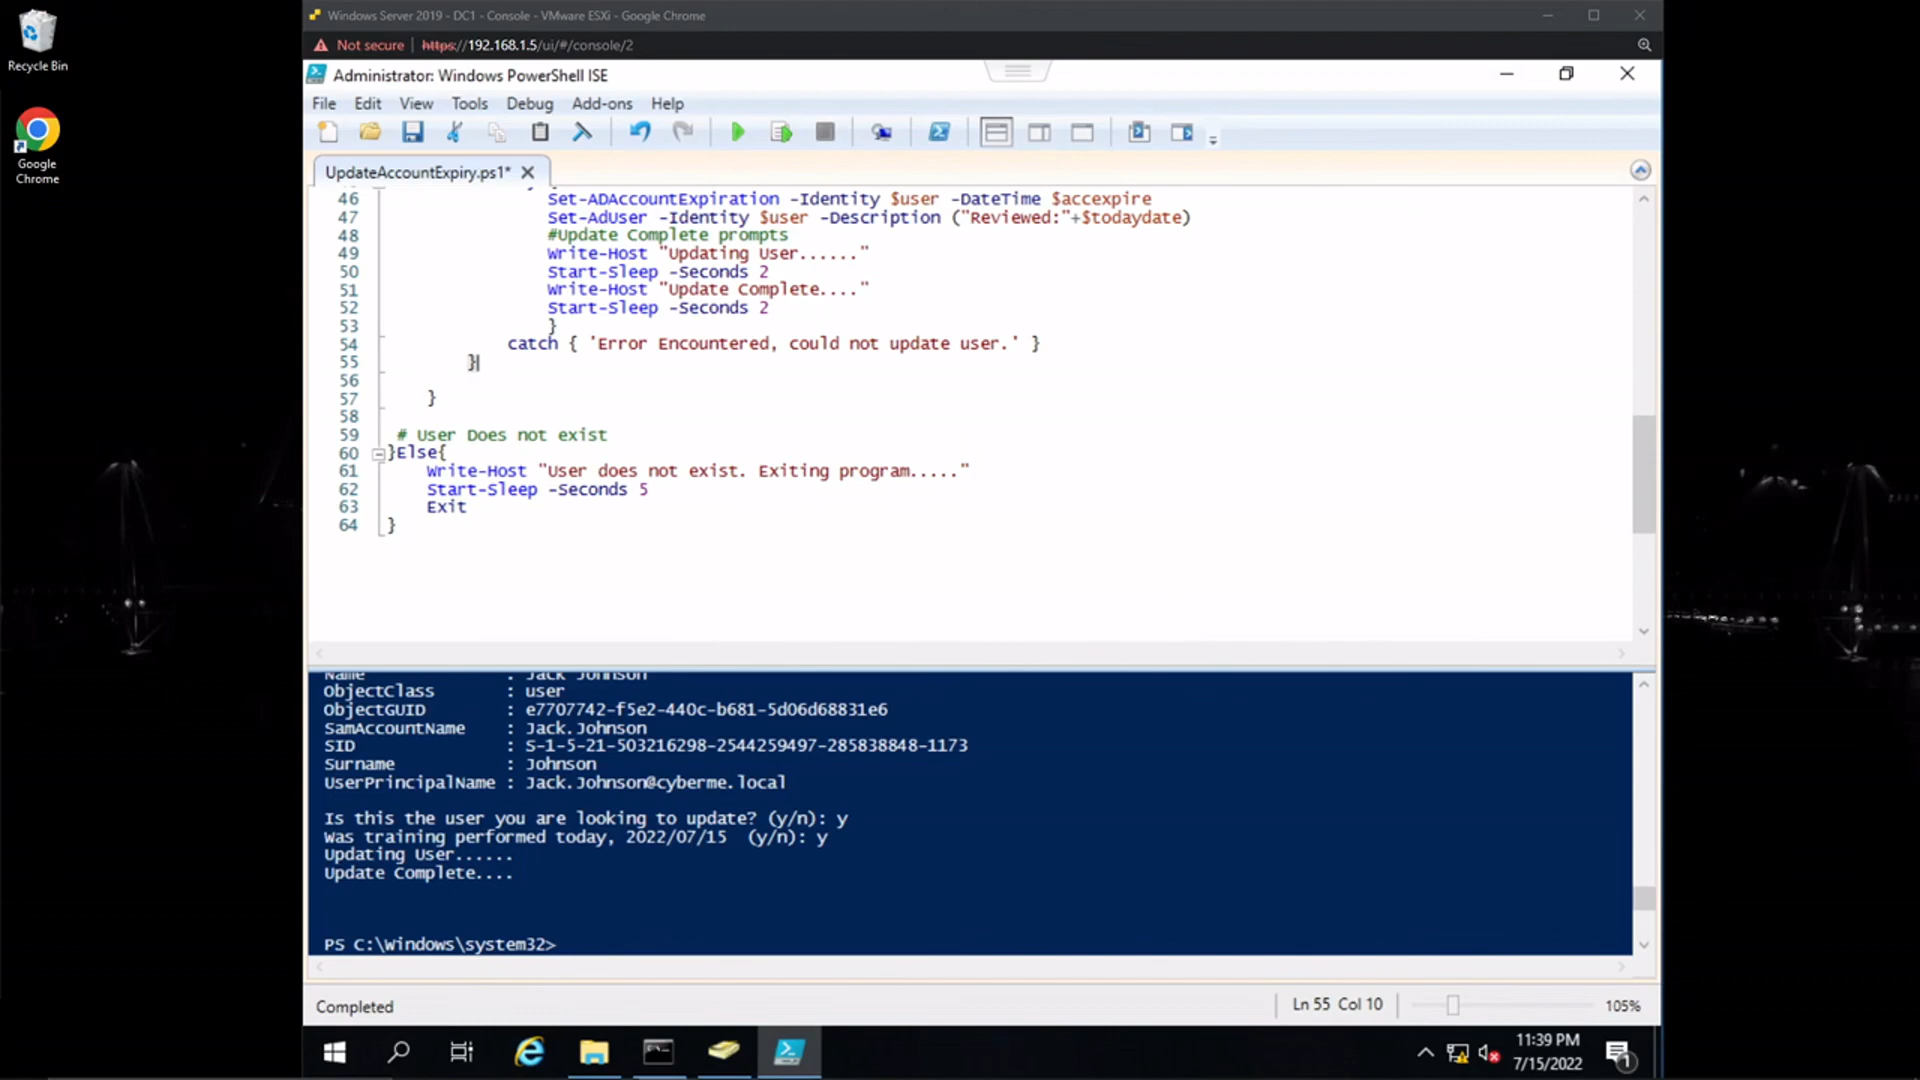 Windows Server 2019 - DC1 - Console - VMware ESXi - Google Chrome
Not secure
https://192.168.1.5/ui/#/console/2
Recycle Bin
Google
Chrome
Administrator: Windows PowerShell ISE
File Edit View Tools Debug Add-ons Help
UpdateAccountExpiry.ps1*
46 Set-ADAccountExpiration -Identity $user -DateTime $accexpire
47 Set-AdUser -Identity $user -Description ("Reviewed:"+$todaydate)
48 #Update Complete prompts
49 Write-Host "Updating User......"
50 Start-Sleep -Seconds 2
51 Write-Host "Update Complete...."
52 Start-Sleep -Seconds 2
53 }
54 catch { 'Error Encountered, could not update user.' }
55 }
56
57 }
58
59 # User Does not exist
60 }Else{
61 Write-Host "User does not exist. Exiting program....."
62 Start-Sleep -Seconds 5
63 Exit
64 }
Name : Jack Johnson
ObjectClass : user
ObjectGUID : e7707742-f5e2-440c-b681-5d06d68831e6
SamAccountName : Jack.Johnson
SID : S-1-5-21-503216298-2544259497-285838848-1173
Surname : Johnson
UserPrincipalName : Jack.Johnson@cyberme.local
Is this the user you are looking to update? (y/n): y
Was training performed today, 2022/07/15 (y/n): y
Updating User......
Update Complete....
PS C:\Windows\system32>
Completed
Ln 55 Col 10
105%
11:39 PM
7/15/2022
1